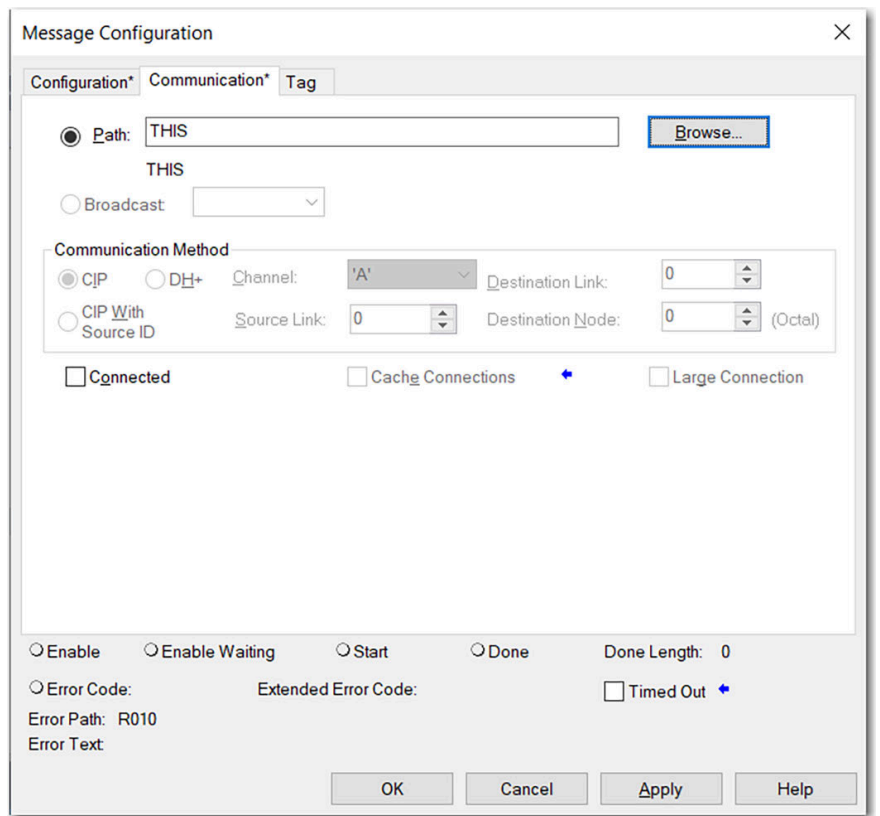 Message Configuration
Configuration* Communication* Tag
Path: THIS Browse...
THIS
Broadcast:
Communication Method
CIP DH+ Channel: 'A' Destination Link: 0
CIP With Source ID Source Link: 0 Destination Node: 0 (Octal)
Connected Cache Connections Large Connection
Enable Enable Waiting Start Done Done Length: 0
Error Code: Extended Error Code: Timed Out
Error Path: R010
Error Text:
OK Cancel Apply Help